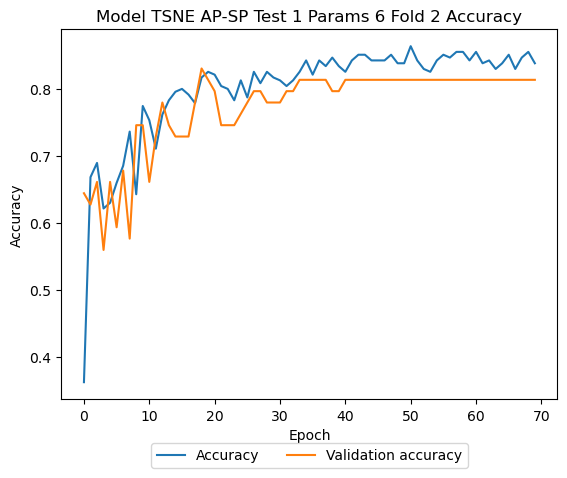 Model TSNE AP-SP Test 1 Params 6 Fold 2 Accuracy
Accuracy
0.8
0.7
0.6
0.5
0.4
0 10 20 30 40 50 60 70
Epoch
Accuracy Validation accuracy